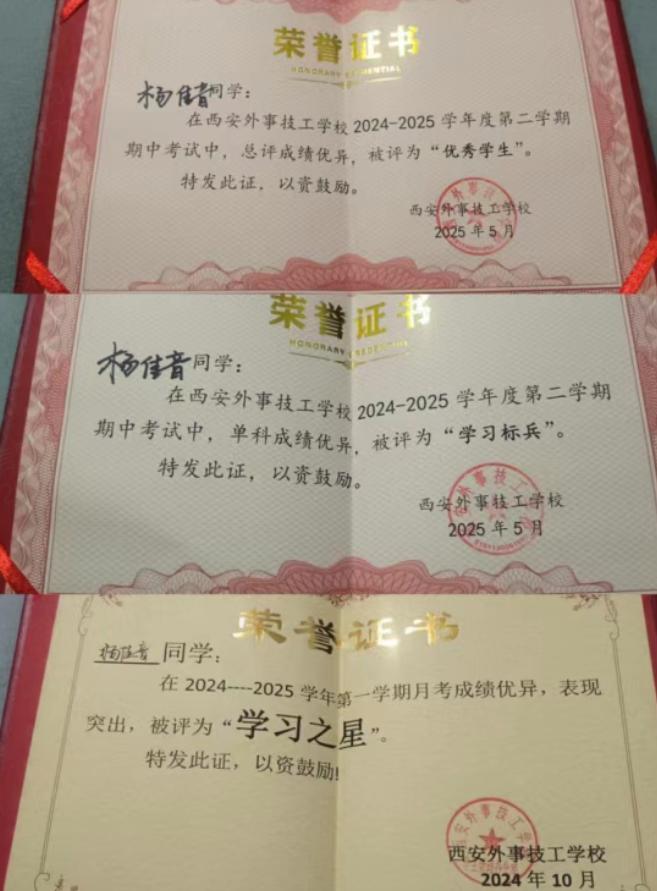 荣誉证书
HONORARY CREDENTIAL
杨佳音同学：
在西安外事技工学校2024-2025学年度第二学期
期中考试中，总评成绩优异，被评为“优秀学生”。
特发此证，以资鼓励。
西安外事技工学校
2025年5月
荣誉证书
HONORARY CREDENTIAL
杨佳音同学：
在西安外事技工学校2024-2025学年度第二学期
期中考试中，单科成绩优异，被评为“学习标兵”。
特发此证，以资鼓励。
西安外事技工学校
2025年5月
荣誉证书
杨佳音同学：
在2024----2025学年第一学期月考成绩优异，表现
突出，被评为“学习之星”。
特发此证，以资鼓励!
西安外事技工学校
2024年10月